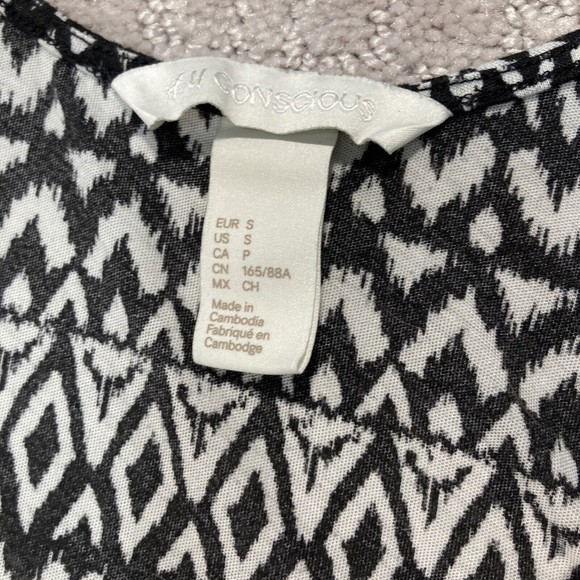 CONSCIOUS
EUR S
US S
CA P
CN 165/88A
MX CH
Made in
Cambodia
Fabriqué en
Cambodge